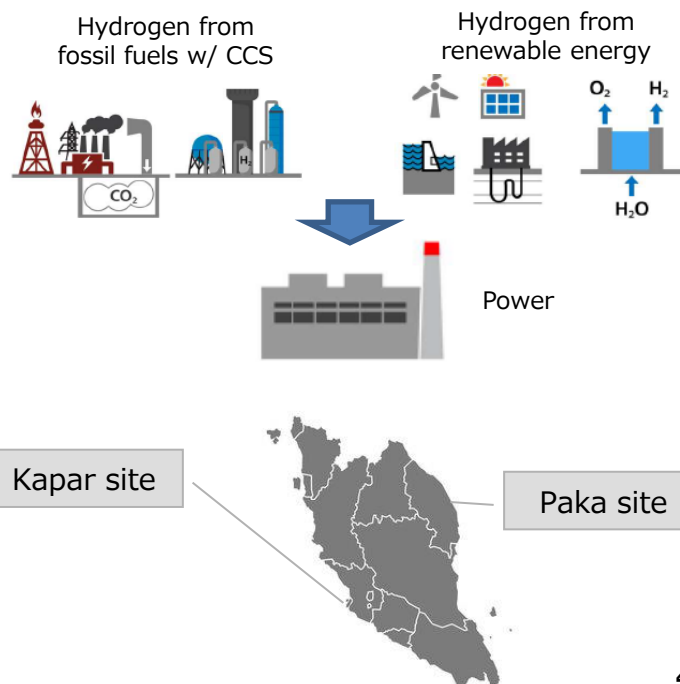 Hydrogen from
fossil fuels w/ CCS
Hydrogen from
renewable energy
H₂
CO₂
O₂
H₂
H₂O
Power
Kapar site
Paka site